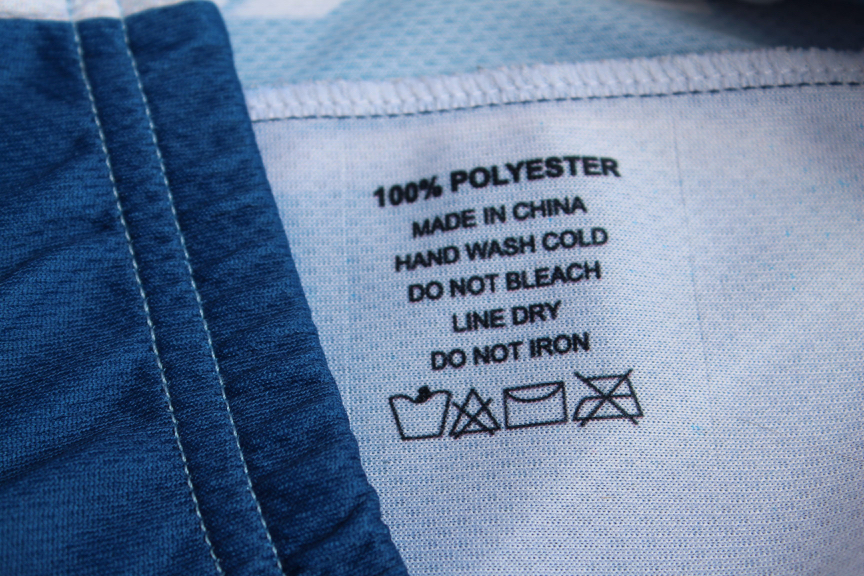 100% POLYESTER
MADE IN CHINA
HAND WASH COLD
DO NOT BLEACH
LINE DRY
DO NOT IRON